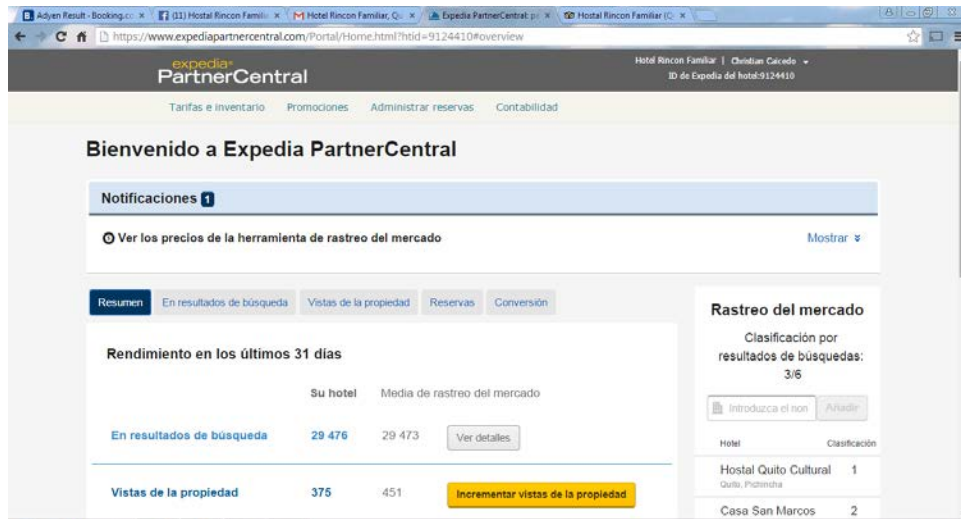 Adyen Result - Booking.cc
(11) Hostal Rincon Famili
Hotel Rincon Familiar, Qu
Expedia PartnerCentral: p
Hostal Rincon Familiar (Q
https://www.expediapartnercentral.com/Portal/Home.html?htid=9124410#overview
expedia
PartnerCentral
Hotel Rincon Familiar | Christian Caicedo
ID de Expedia del hotel:9124410
Tarifas e inventario Promociones Administrar reservas Contabilidad
Bienvenido a Expedia PartnerCentral
Notificaciones 1
Ver los precios de la herramienta de rastreo del mercado
Mostrar
Resumen En resultados de búsqueda Vistas de la propiedad Reservas Conversión
Rendimiento en los últimos 31 días
Su hotel Media de rastreo del mercado
En resultados de búsqueda 29 476 29 473 Ver detalles
Vistas de la propiedad 375 451 Incrementar vistas de la propiedad
Rastreo del mercado
Clasificación por
resultados de búsquedas:
3/6
Introduzca el non Añadir
Hotel Clasificación
Hostal Quito Cultural 1
Quito, Pichincha
Casa San Marcos 2